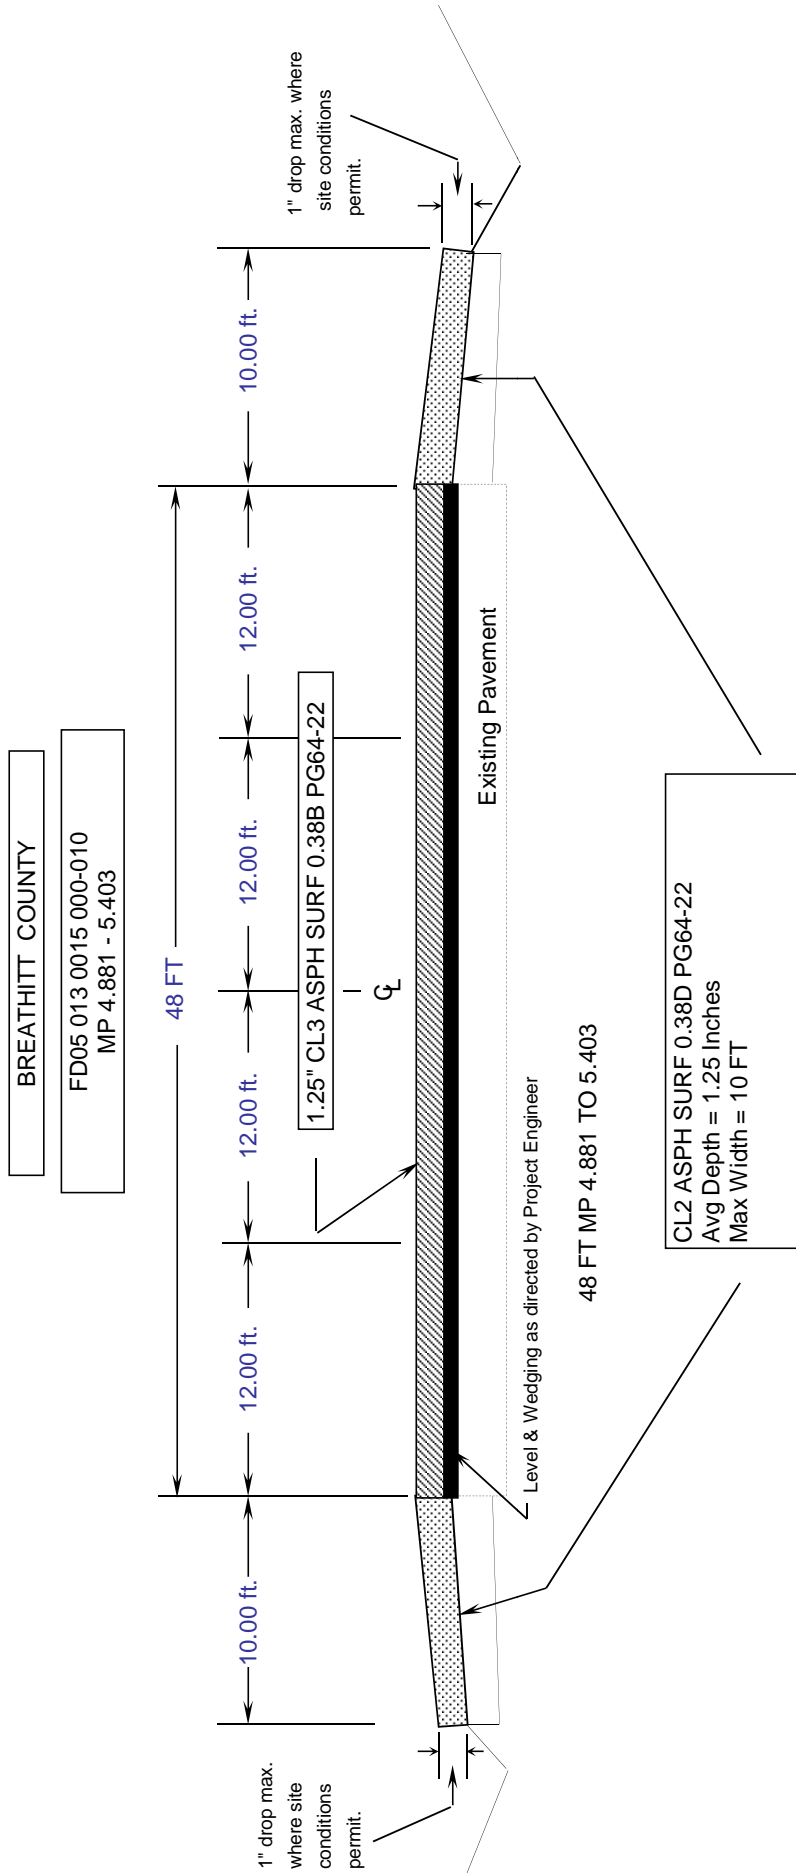 BREATHITT COUNTY
FD05 013 0015 000-010
MP 4.881 - 5.403
48 FT
10.00 ft.
12.00 ft.
12.00 ft.
12.00 ft.
12.00 ft.
10.00 ft.
1" drop max.
where site
conditions
permit.
1" drop max. where
site conditions
permit.
1.25" CL3 ASPH SURF 0.38B PG64-22
CL
Existing Pavement
Level & Wedging as directed by Project Engineer
48 FT MP 4.881 TO 5.403
CL2 ASPH SURF 0.38D PG64-22
Avg Depth = 1.25 Inches
Max Width = 10 FT